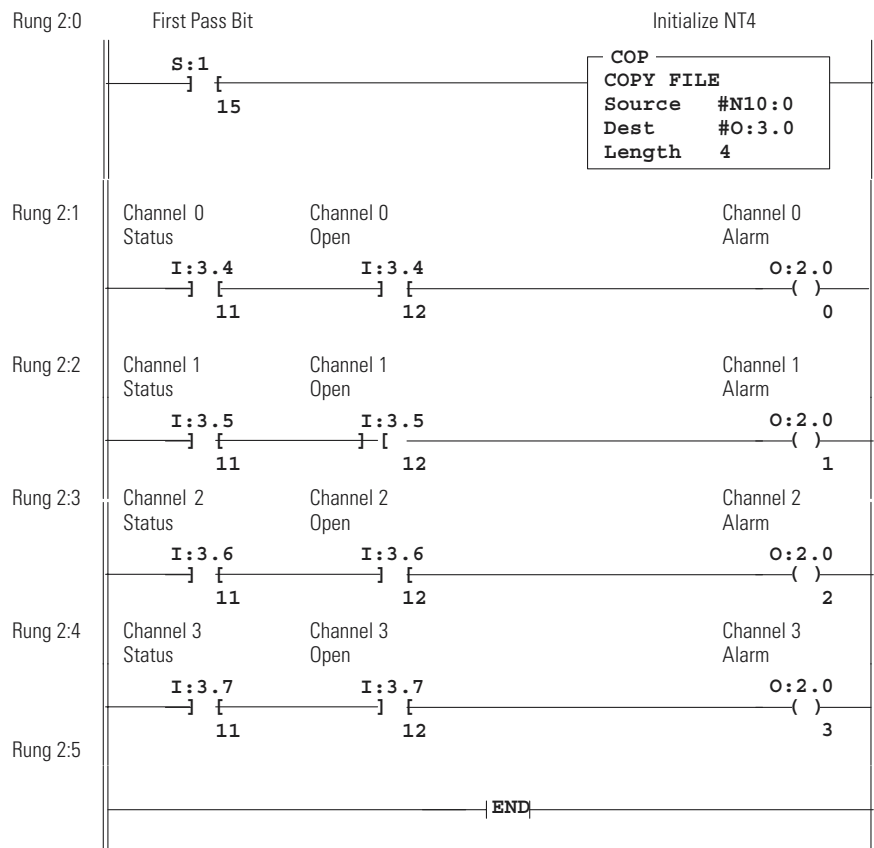 Rung 2:0 First Pass Bit Initialize NT4
S:1
] [
15
COP
COPY FILE
Source #N10:0
Dest #O:3.0
Length 4
Rung 2:1 Channel 0 Channel 0 Channel 0
Status Open Alarm
I:3.4 I:3.4 O:2.0
] [ ] [ ( )
11 12 0
Rung 2:2 Channel 1 Channel 1 Channel 1
Status Open Alarm
I:3.5 I:3.5 O:2.0
] [ ] [ ( )
11 12 1
Rung 2:3 Channel 2 Channel 2 Channel 2
Status Open Alarm
I:3.6 I:3.6 O:2.0
] [ ] [ ( )
11 12 2
Rung 2:4 Channel 3 Channel 3 Channel 3
Status Open Alarm
I:3.7 I:3.7 O:2.0
] [ ] [ ( )
11 12 3
Rung 2:5
END